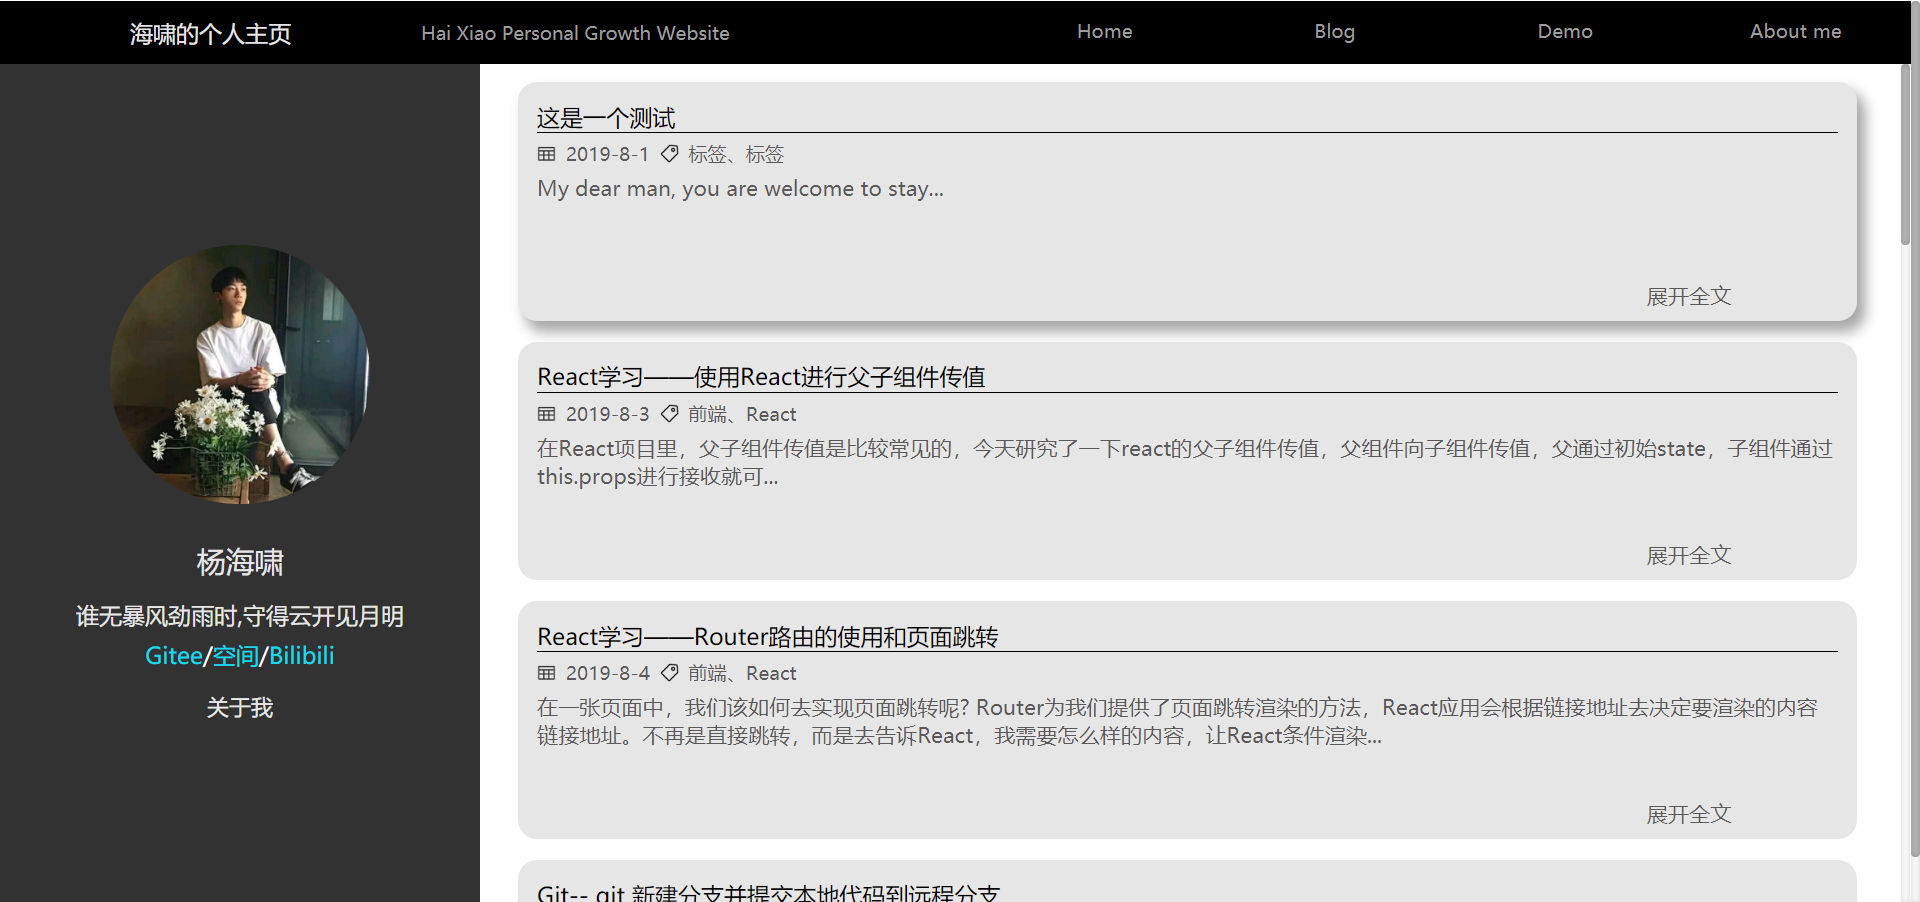 海啸的个人主页 Hai Xiao Personal Growth Website Home Blog Demo About me
杨海啸
谁无暴风劲雨时,守得云开见月明
Gitee/空间/Bilibili
关于我
这是一个测试
2019-8-1 标签、标签
My dear man, you are welcome to stay...
展开全文
React学习——使用React进行父子组件传值
2019-8-3 前端、React
在React项目里，父子组件传值是比较常见的，今天研究了一下react的父子组件传值，父组件向子组件传值，父通过初始state，子组件通过
this.props进行接收就可...
展开全文
React学习——Router路由的使用和页面跳转
2019-8-4 前端、React
在一张页面中，我们该如何去实现页面跳转呢? Router为我们提供了页面跳转渲染的方法，React应用会根据链接地址去决定要渲染的内容
链接地址。不再是直接跳转，而是去告诉React，我需要怎么样的内容，让React条件渲染...
展开全文
Git-- git 新建分支并提交本地代码到远程分支